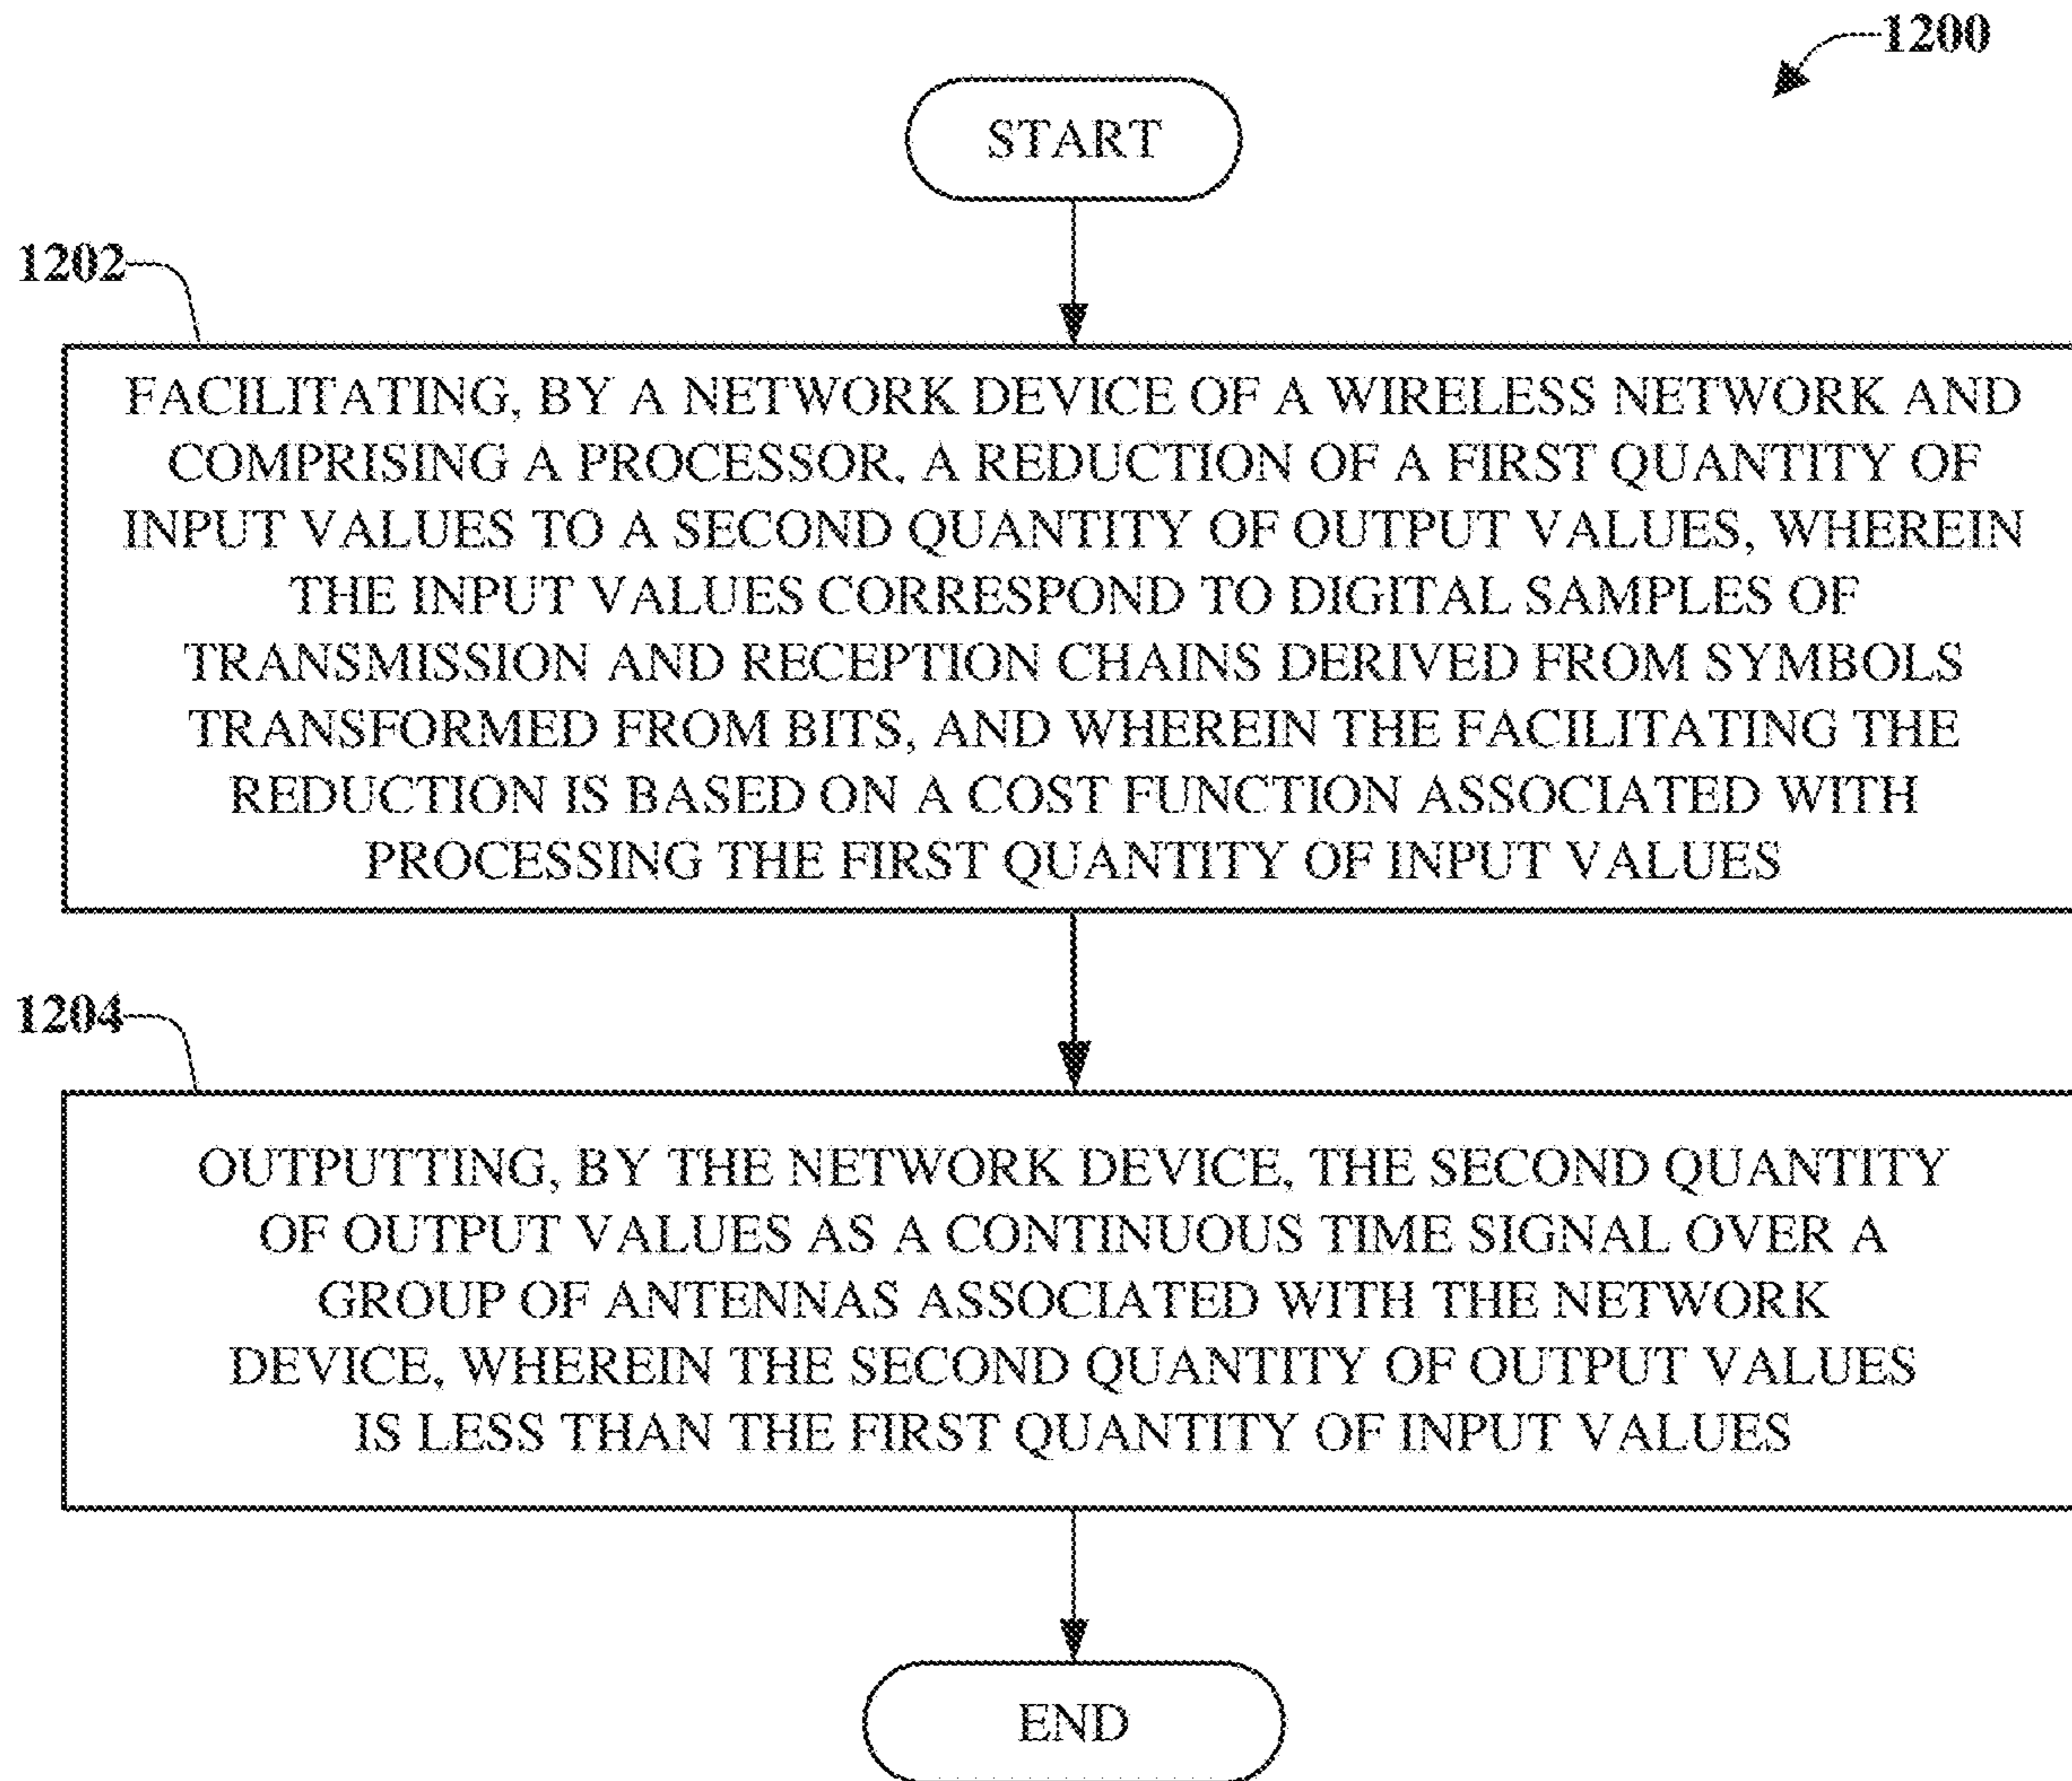 1200
START
1202
FACILITATING, BY A NETWORK DEVICE OF A WIRELESS NETWORK AND
COMPRISING A PROCESSOR, A REDUCTION OF A FIRST QUANTITY OF
INPUT VALUES TO A SECOND QUANTITY OF OUTPUT VALUES, WHEREIN
THE INPUT VALUES CORRESPOND TO DIGITAL SAMPLES OF
TRANSMISSION AND RECEPTION CHAINS DERIVED FROM SYMBOLS
TRANSFORMED FROM BITS, AND WHEREIN THE FACILITATING THE
REDUCTION IS BASED ON A COST FUNCTION ASSOCIATED WITH
PROCESSING THE FIRST QUANTITY OF INPUT VALUES
1204
OUTPUTTING, BY THE NETWORK DEVICE, THE SECOND QUANTITY
OF OUTPUT VALUES AS A CONTINUOUS TIME SIGNAL OVER A
GROUP OF ANTENNAS ASSOCIATED WITH THE NETWORK
DEVICE, WHEREIN THE SECOND QUANTITY OF OUTPUT VALUES
IS LESS THAN THE FIRST QUANTITY OF INPUT VALUES
END